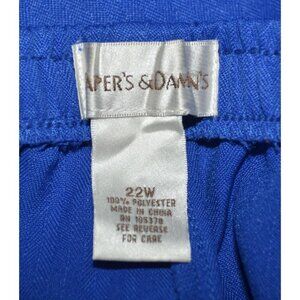 APER'S & DAMN'S
22W
100% POLYESTER
MADE IN CHINA
RN 105378
SEE REVERSE
FOR CARE